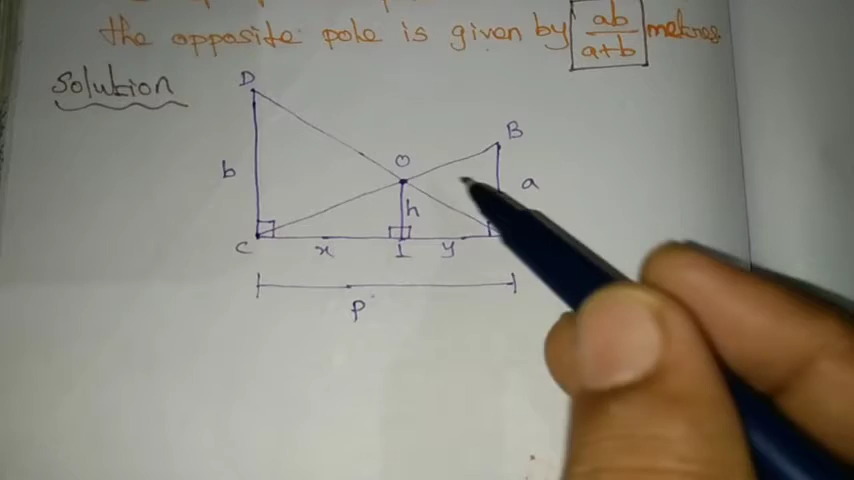 the opposite pole is given by ab/a+b metres
Solution
D
B
O
b
a
h
C
x
I
y
P